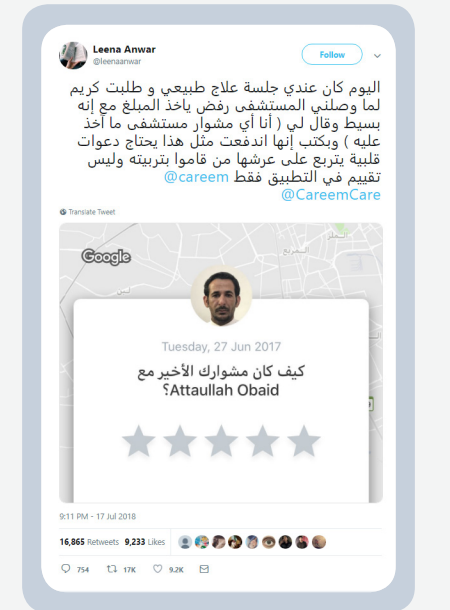 Leena Anwar
@leenaanwar
Follow
اليوم كان عندي جلسة علاج طبيعي و طلبت كريم
لما وصلني المستشفى رفض ياخذ المبلغ مع إنه
بسيط وقال لي ( أنا أي مشوار مستشفى ما آخذ
عليه ) وبكتب إنها اندفعت مثل هذا يحتاج دعوات
قلبية يتربع على عرشها من قاموا بتربيته وليس
تقييم في التطبيق فقط @careem
@CareemCare
Translate Tweet
Google
Tuesday, 27 Jun 2017
كيف كان مشوارك الأخير مع
Attaullah Obaid؟
9:11 PM - 17 Jul 2018
16,865 Retweets 9,233 Likes
754 17K 9.2K